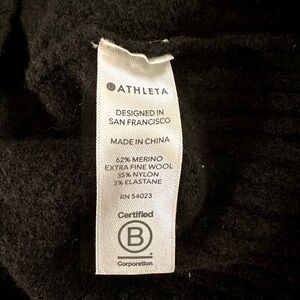 ATHLETA
DESIGNED IN
SAN FRANCISCO
MADE IN CHINA
62% MERINO
EXTRA FINE WOOL
35% NYLON
3% ELASTANE
RN 54023
Certified
B
Corporation